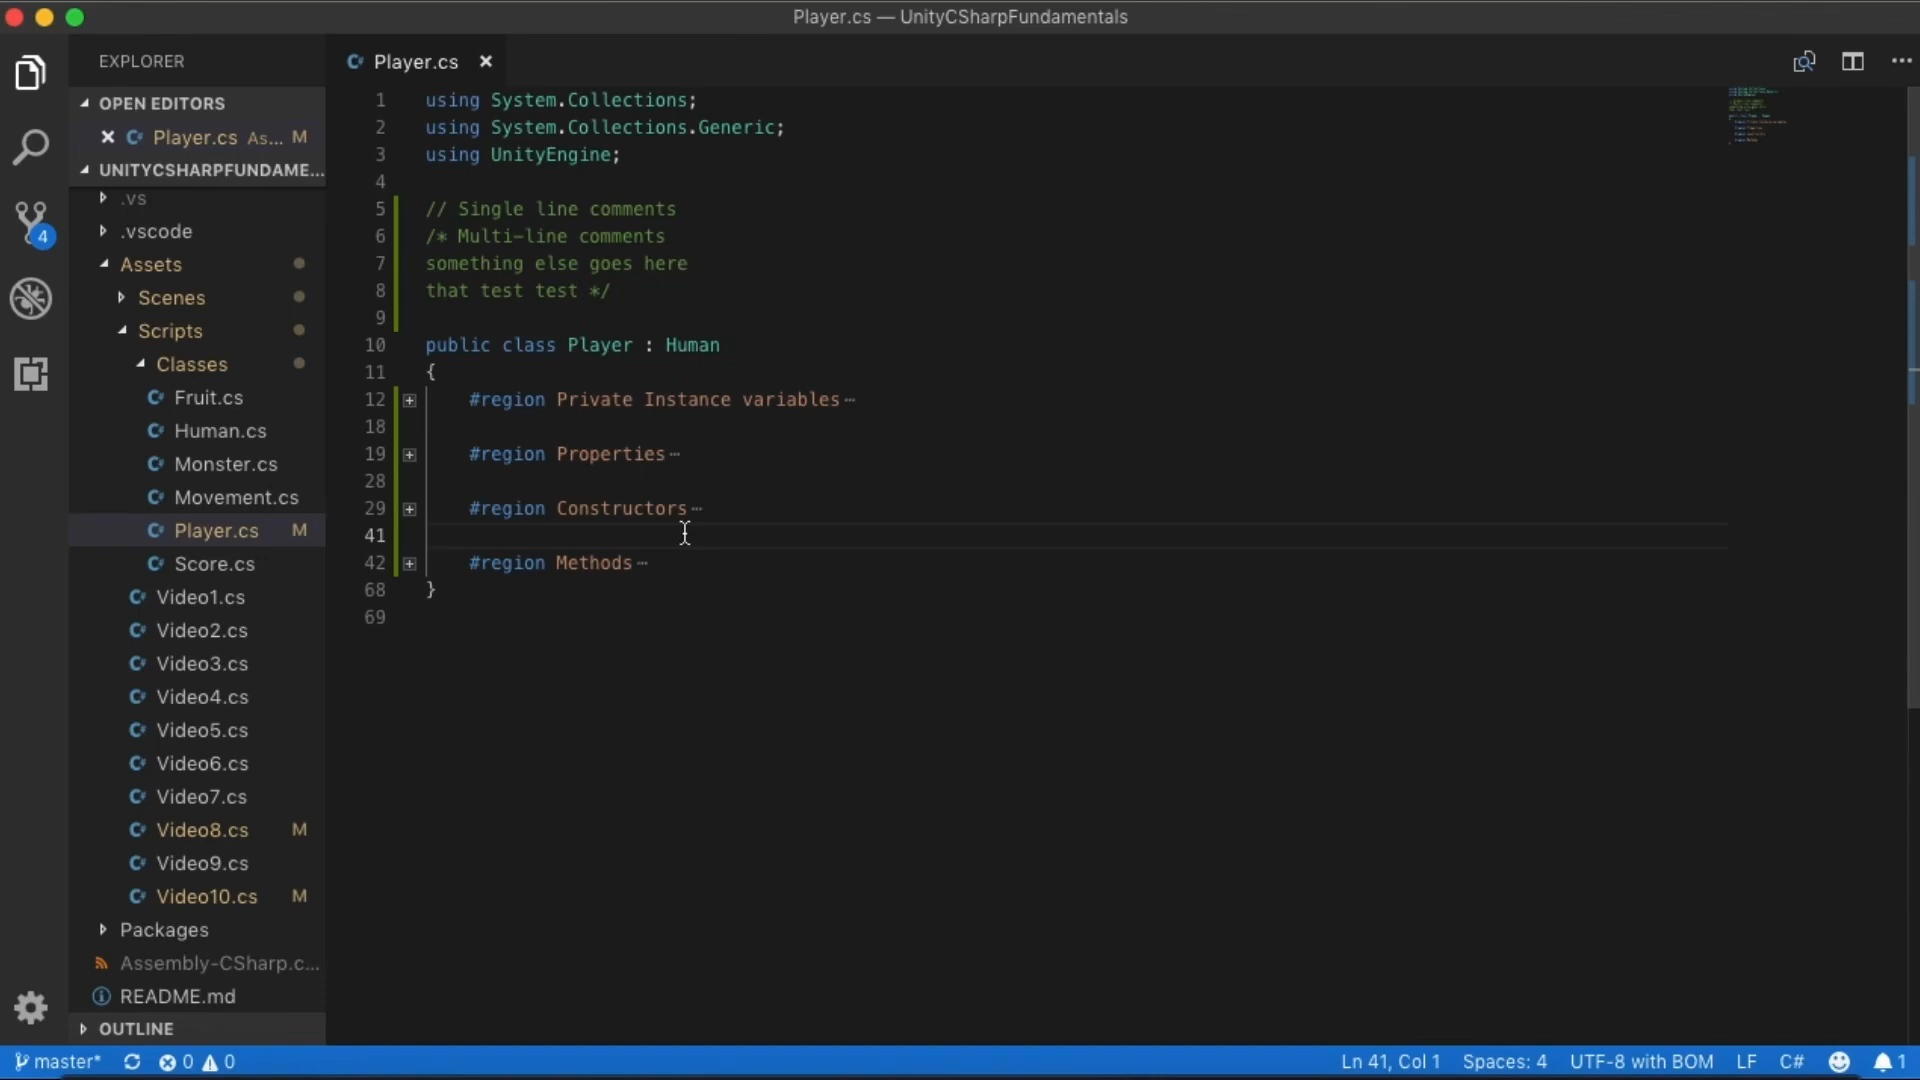 Player.cs — UnityCSharpFundamentals
EXPLORER
OPEN EDITORS
Player.cs As... M
UNITYCSHARPFUNDAME...
.vs
.vscode
Assets
Scenes
Scripts
Classes
Fruit.cs
Human.cs
Monster.cs
Movement.cs
Player.cs M
Score.cs
Video1.cs
Video2.cs
Video3.cs
Video4.cs
Video5.cs
Video6.cs
Video7.cs
Video8.cs M
Video9.cs
Video10.cs M
Packages
Assembly-CSharp.c...
README.md
OUTLINE
4
Player.cs
1 using System.Collections;
2 using System.Collections.Generic;
3 using UnityEngine;
4
5 // Single line comments
6 /* Multi-line comments
7 something else goes here
8 that test test */
9
10 public class Player : Human
11 {
12 #region Private Instance variables…
18
19 #region Properties…
28
29 #region Constructors…
41
42 #region Methods…
68 }
69
master* 0 0 Ln 41, Col 1 Spaces: 4 UTF-8 with BOM LF C# 1